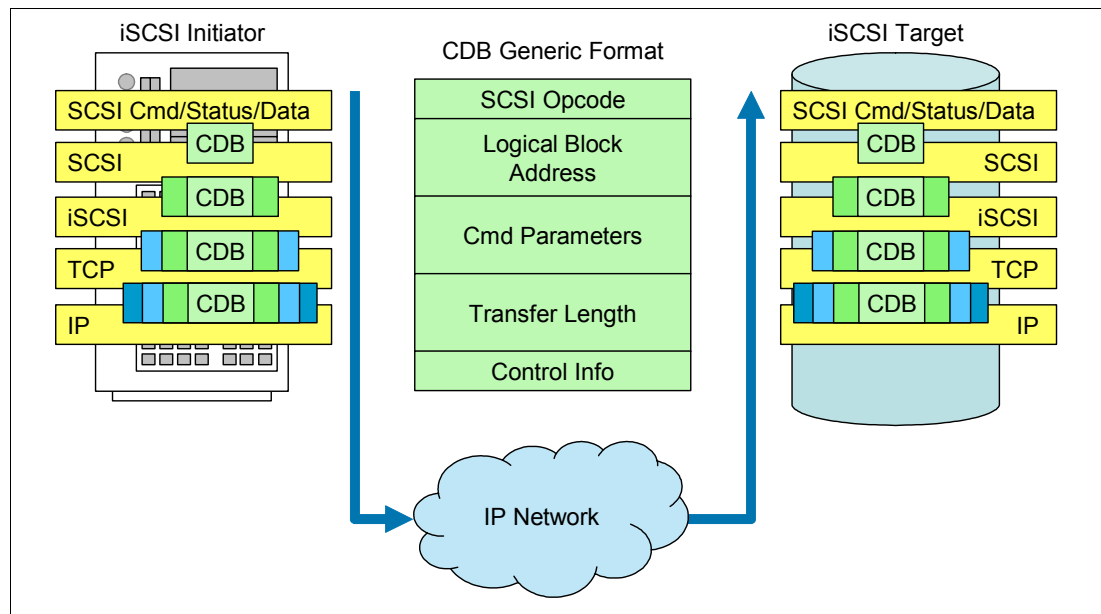 iSCSI Initiator
SCSI Cmd/Status/Data
CDB
SCSI
CDB
iSCSI
CDB
TCP
CDB
IP
CDB Generic Format
SCSI Opcode
Logical Block
Address
Cmd Parameters
Transfer Length
Control Info
IP Network
iSCSI Target
SCSI Cmd/Status/Data
CDB
SCSI
CDB
iSCSI
CDB
TCP
CDB
IP